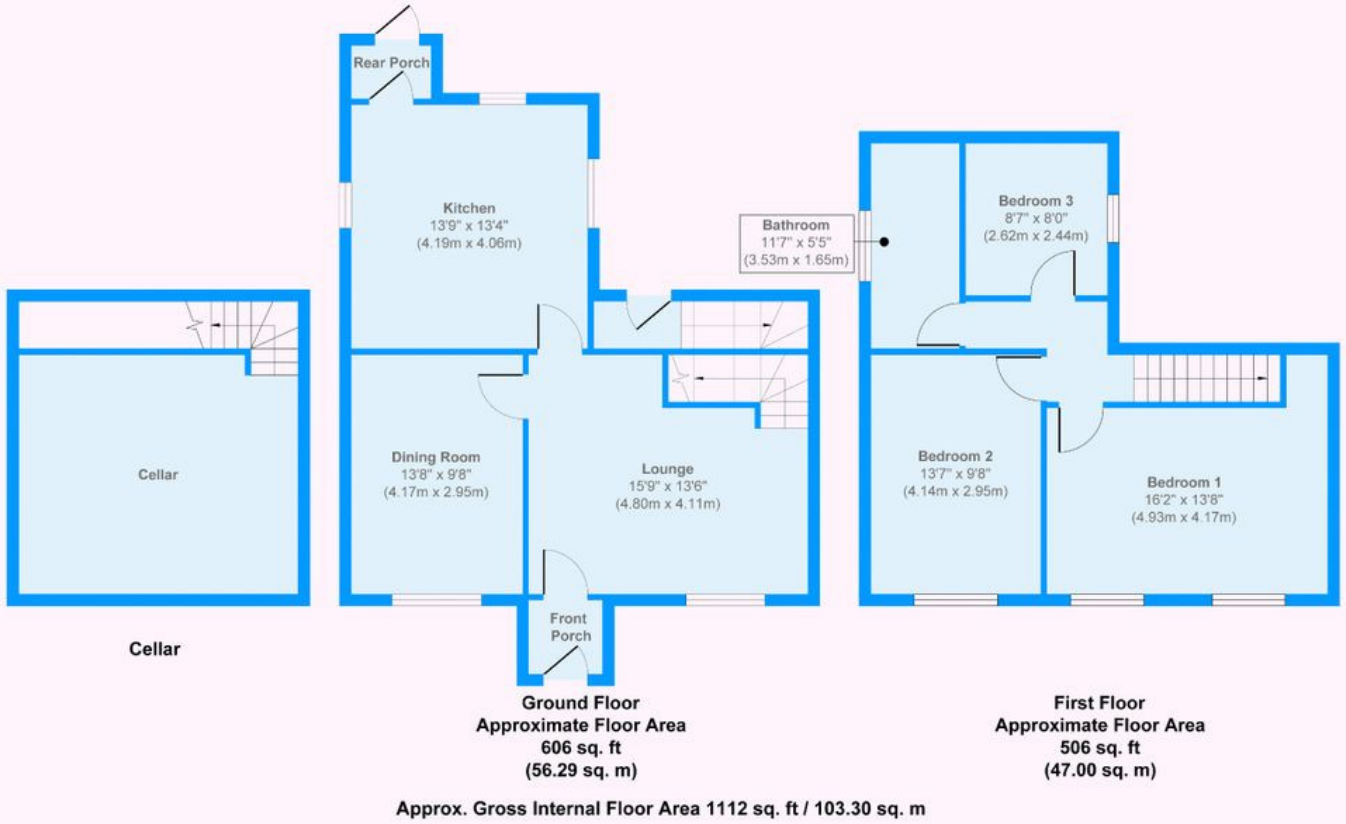 Rear Porch
Kitchen
13'9" x 13'4"
(4.19m x 4.06m)
Bathroom
11'7" x 5'5"
(3.53m x 1.65m)
Bedroom 3
8'7" x 8'0"
(2.62m x 2.44m)
Cellar
Dining Room
13'8" x 9'8"
(4.17m x 2.95m)
Lounge
15'9" x 13'6"
(4.80m x 4.11m)
Bedroom 2
13'7" x 9'8"
(4.14m x 2.95m)
Bedroom 1
16'2" x 13'8"
(4.93m x 4.17m)
Front
Porch
Cellar
Ground Floor
Approximate Floor Area
606 sq. ft
(56.29 sq. m)
First Floor
Approximate Floor Area
506 sq. ft
(47.00 sq. m)
Approx. Gross Internal Floor Area 1112 sq. ft / 103.30 sq. m